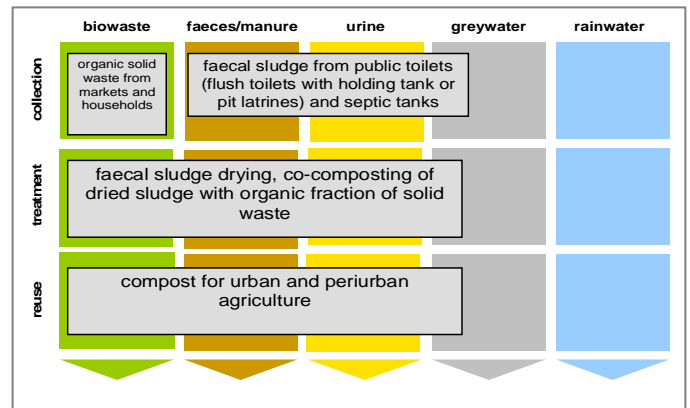 biowaste faeces/manure urine greywater rainwater
collection
organic solid
waste from
markets and
households
faecal sludge from public toilets
(flush toilets with holding tank or
pit latrines) and septic tanks
treatment
faecal sludge drying, co-composting of
dried sludge with organic fraction of solid
waste
reuse
compost for urban and periurban
agriculture